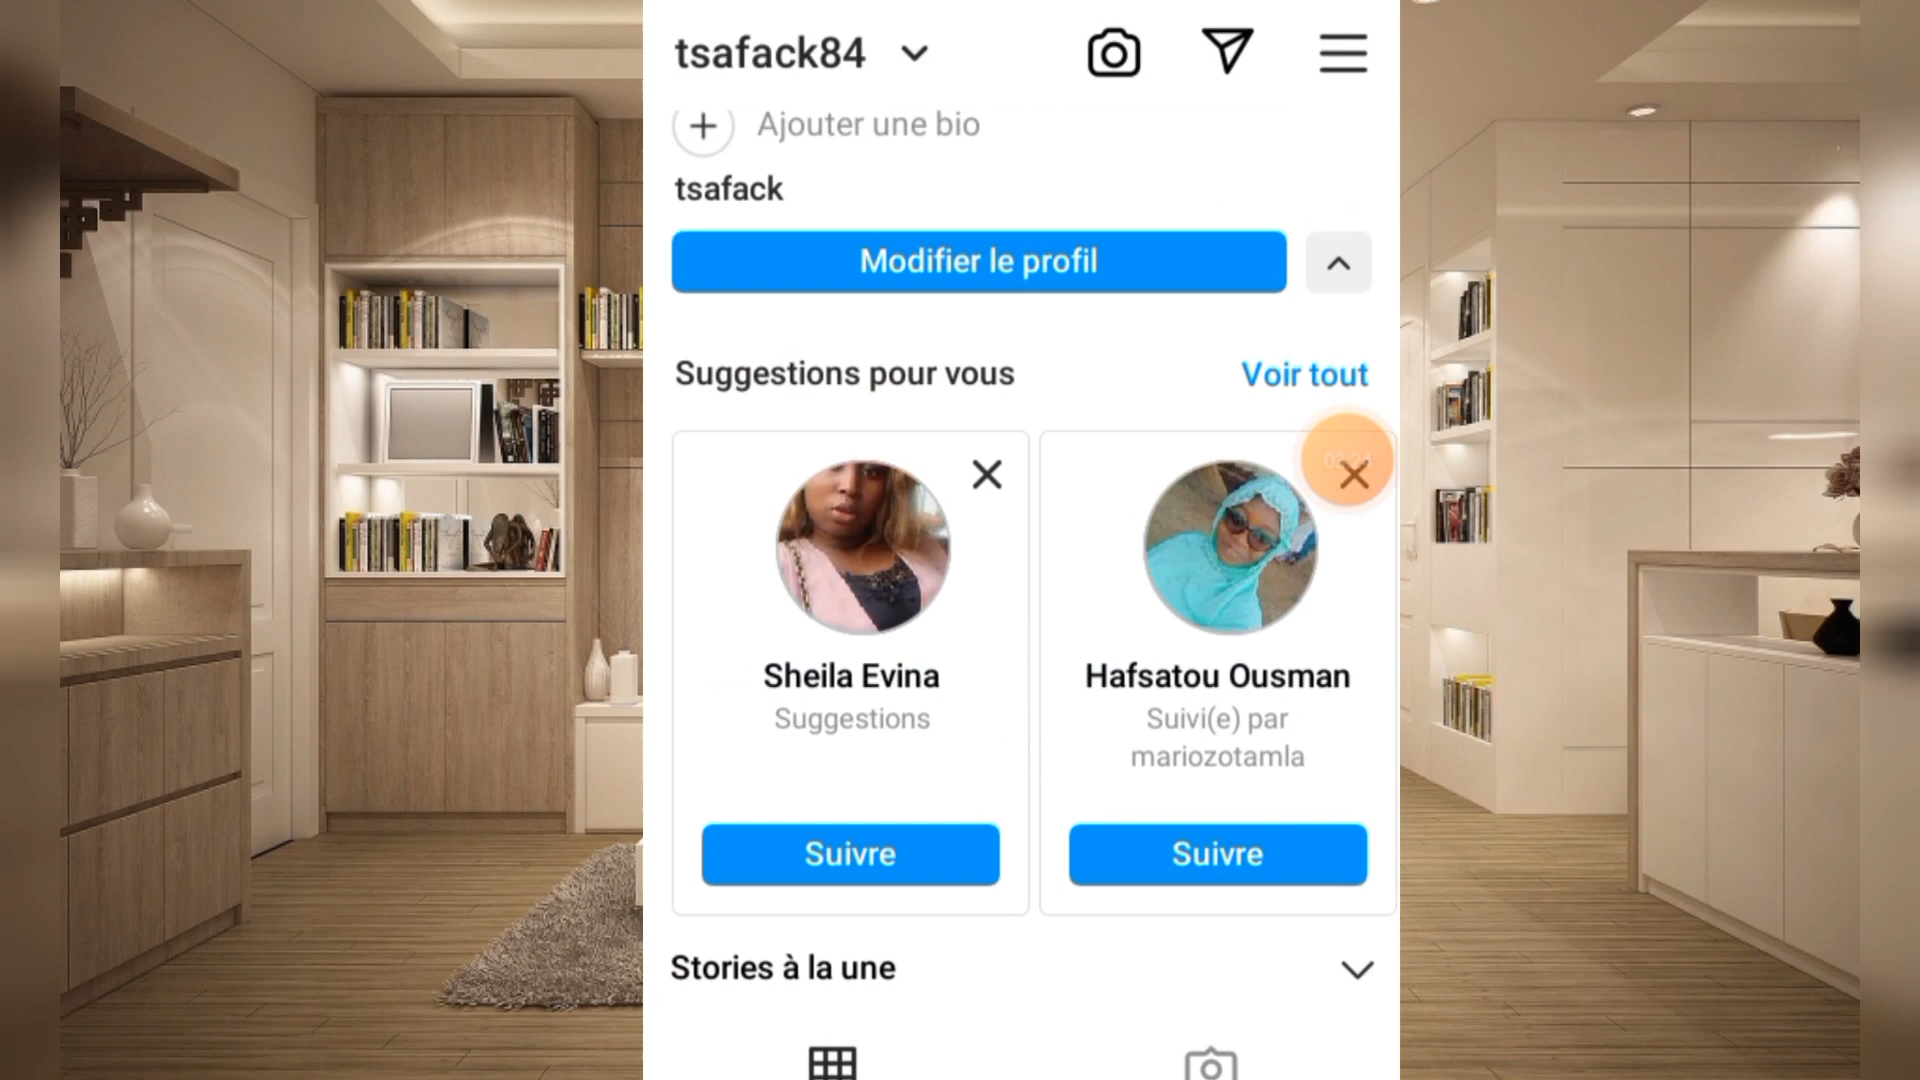 tsafack84
Ajouter une bio
tsafack
Modifier le profil
Suggestions pour vous
Voir tout
Sheila Evina
Suggestions
Suivre
Hafsatou Ousman
Suivi(e) par
mariozotamla
Suivre
Stories à la une